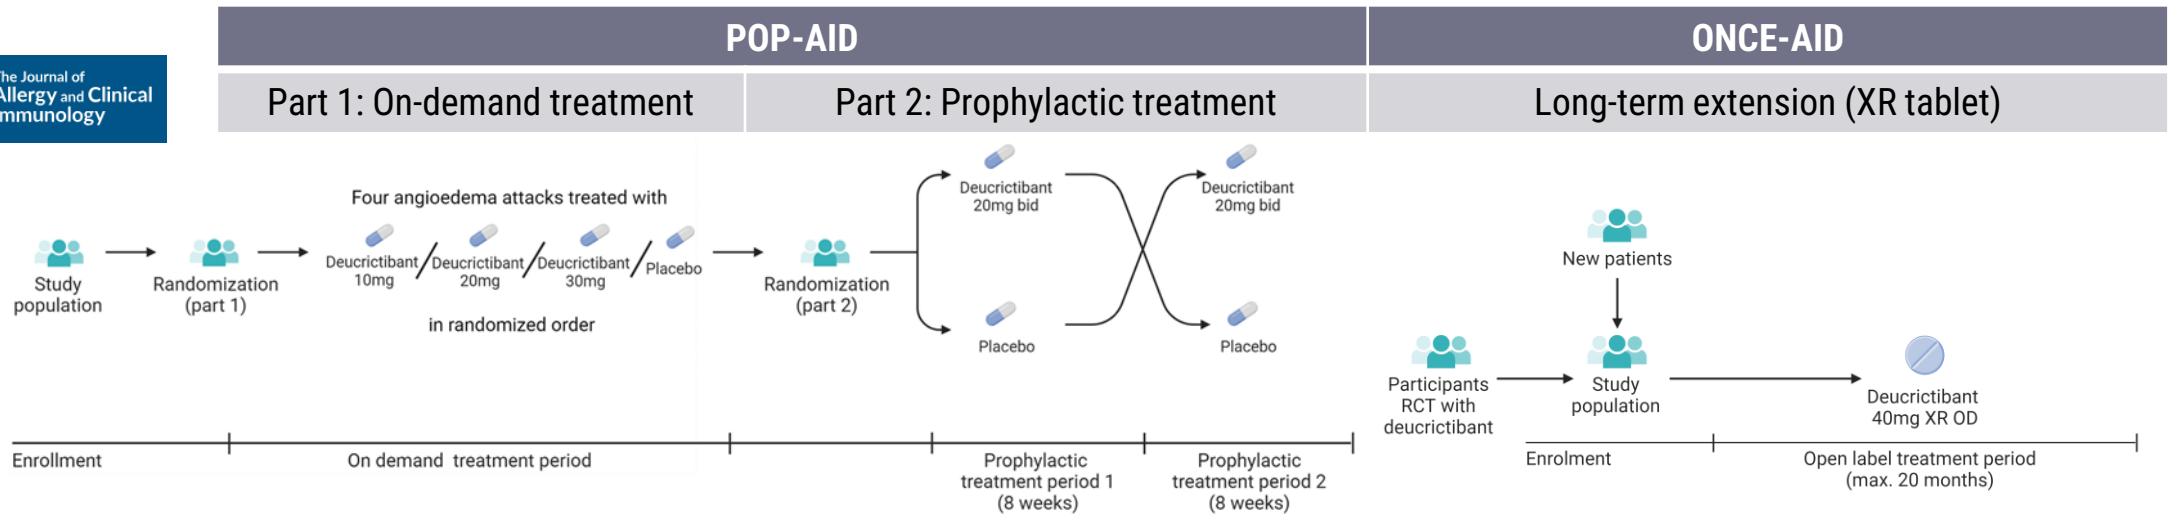 POP-AID
ONCE-AID
The Journal of
Allergy and Clinical
Immunology
Part 1: On-demand treatment
Part 2: Prophylactic treatment
Long-term extension (XR tablet)
Study
population
Randomization
(part 1)
Four angioedema attacks treated with
Deucrictibant
10mg
Deucrictibant
20mg
Deucrictibant
30mg
Placebo
in randomized order
Randomization
(part 2)
Deucrictibant
20mg bid
Placebo
Deucrictibant
20mg bid
Placebo
New patients
Participants
RCT with
deucrictibant
Study
population
Deucrictibant
40mg XR OD
Enrollment
On demand treatment period
Prophylactic
treatment period 1
(8 weeks)
Prophylactic
treatment period 2
(8 weeks)
Enrolment
Open label treatment period
(max. 20 months)